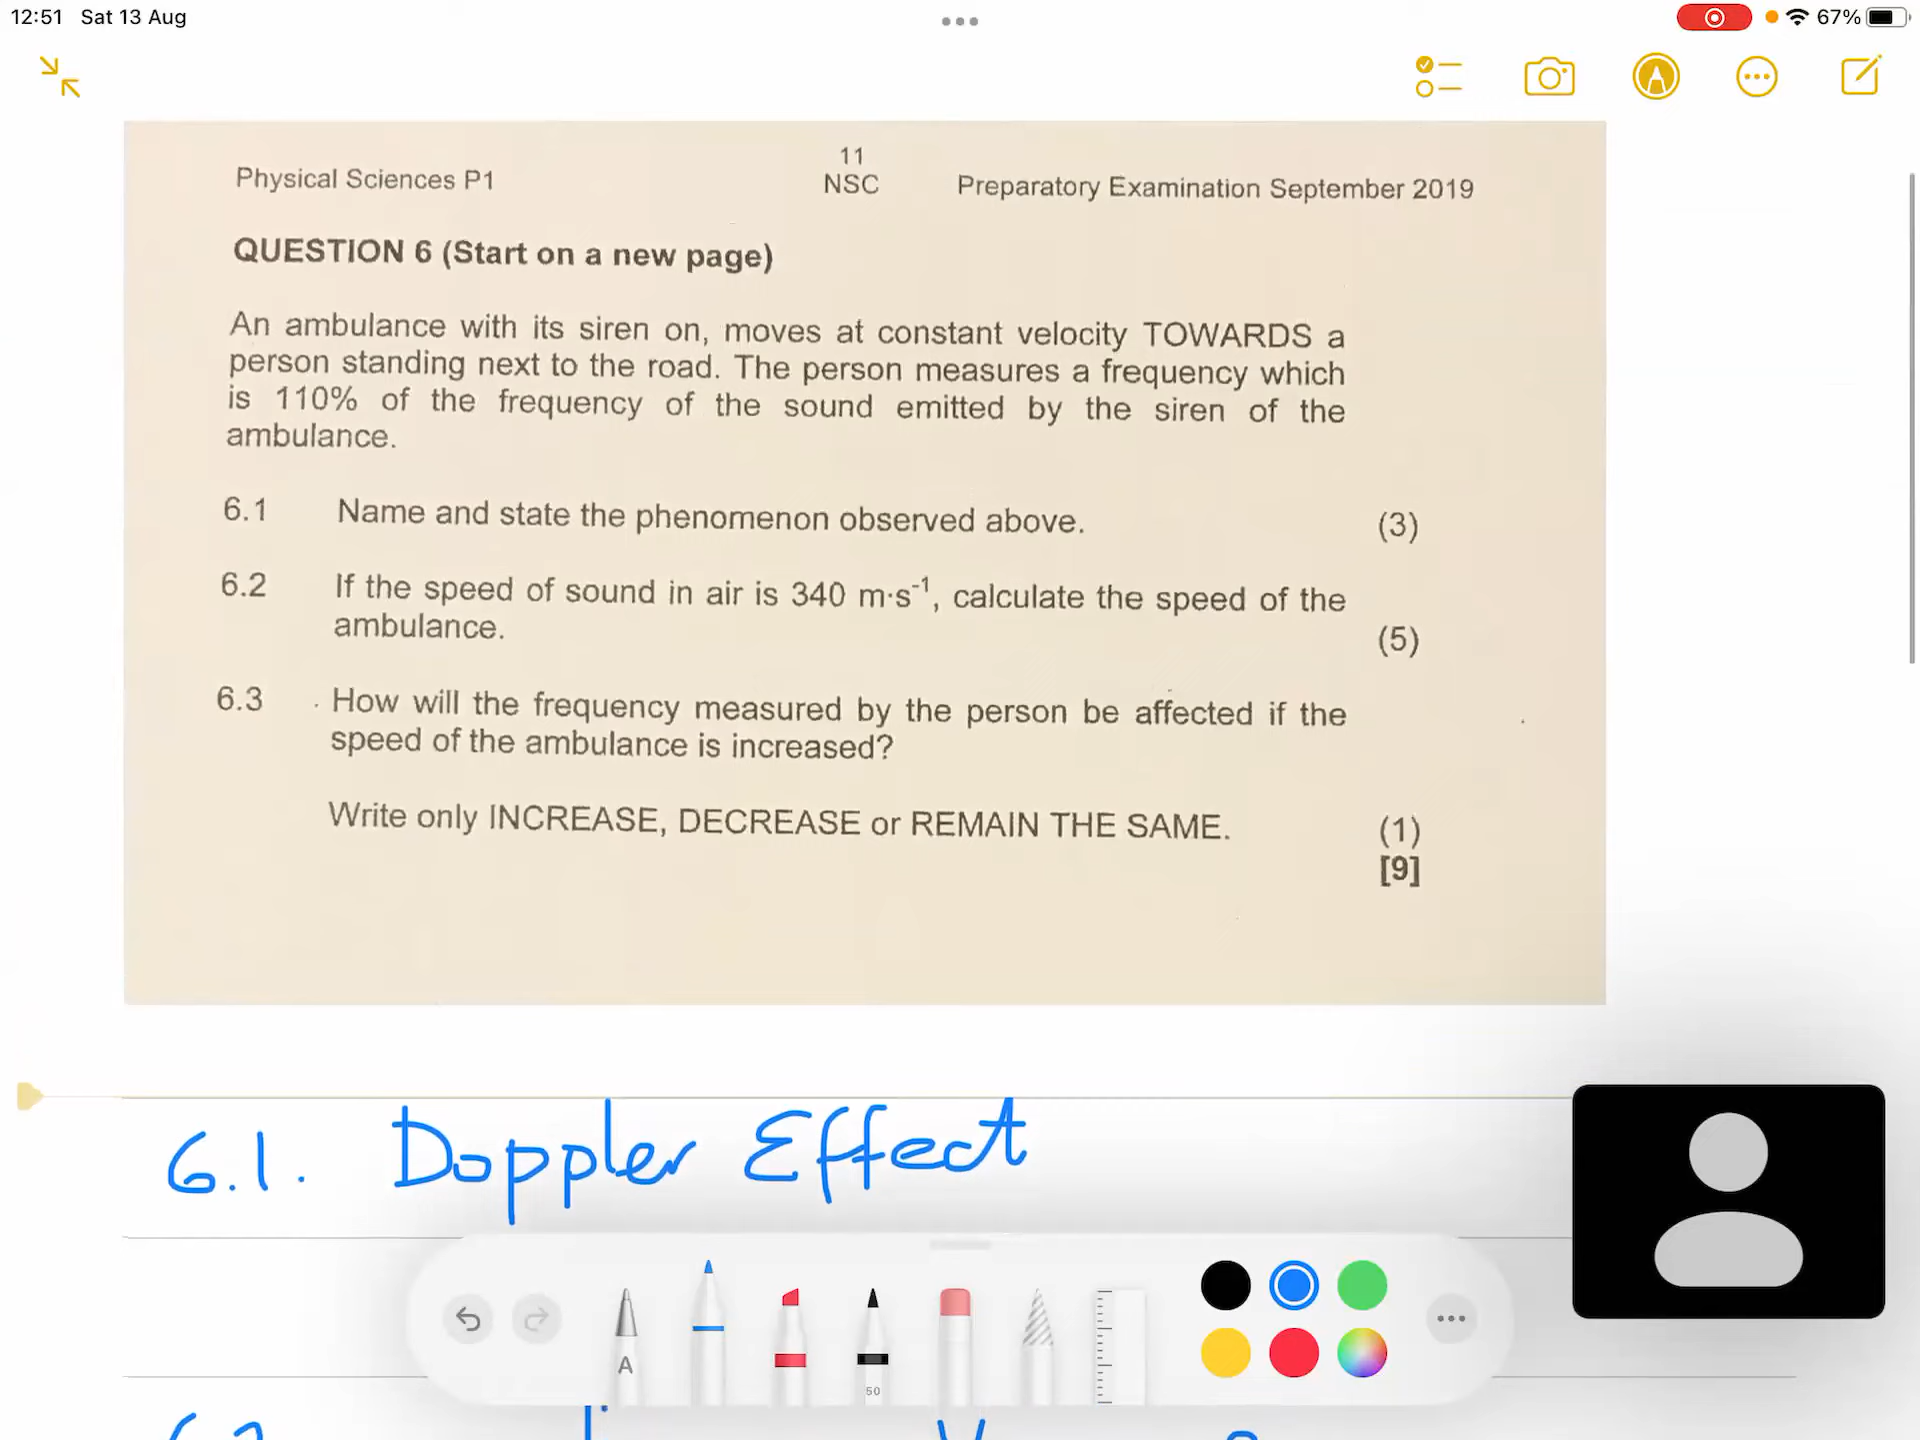 12:51 Sat 13 Aug
67%
Physical Sciences P1
11
NSC
Preparatory Examination September 2019
QUESTION 6 (Start on a new page)
An ambulance with its siren on, moves at constant velocity TOWARDS a
person standing next to the road. The person measures a frequency which
is 110% of the frequency of the sound emitted by the siren of the
ambulance.
6.1 Name and state the phenomenon observed above. (3)
6.2 If the speed of sound in air is 340 m·s⁻¹, calculate the speed of the
ambulance. (5)
6.3 How will the frequency measured by the person be affected if the
speed of the ambulance is increased?
Write only INCREASE, DECREASE or REMAIN THE SAME. (1)
[9]
6.1. Doppler Effect
A
50